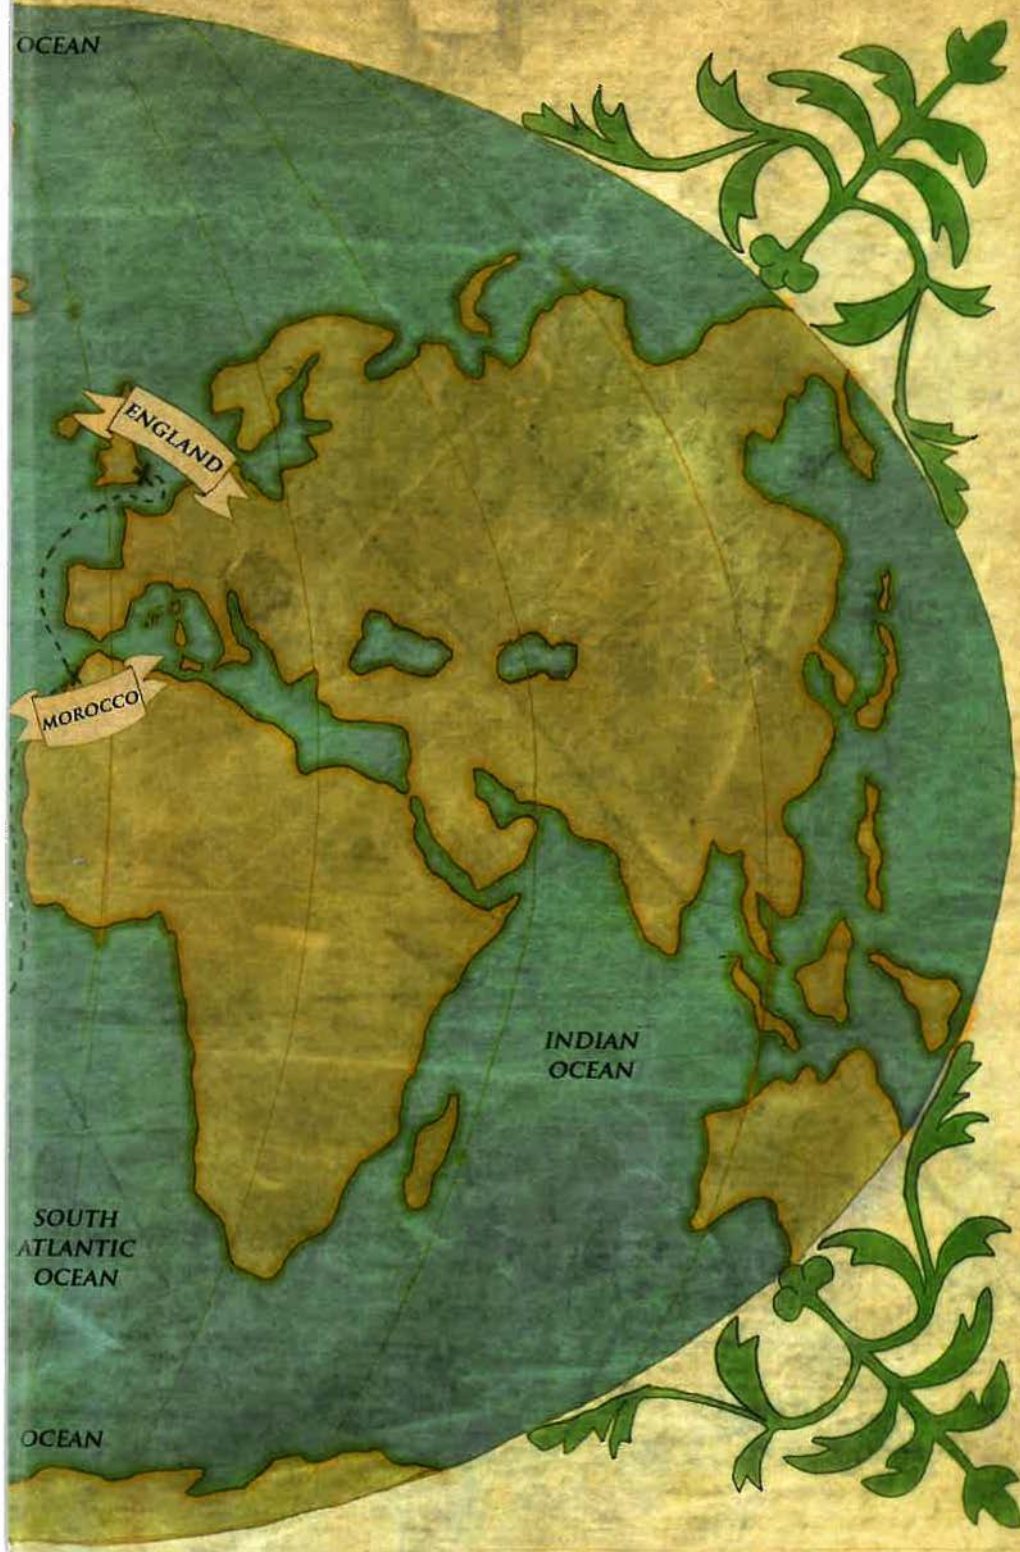 OCEAN
ENGLAND
MOROCCO
INDIAN
OCEAN
SOUTH
ATLANTIC
OCEAN
OCEAN